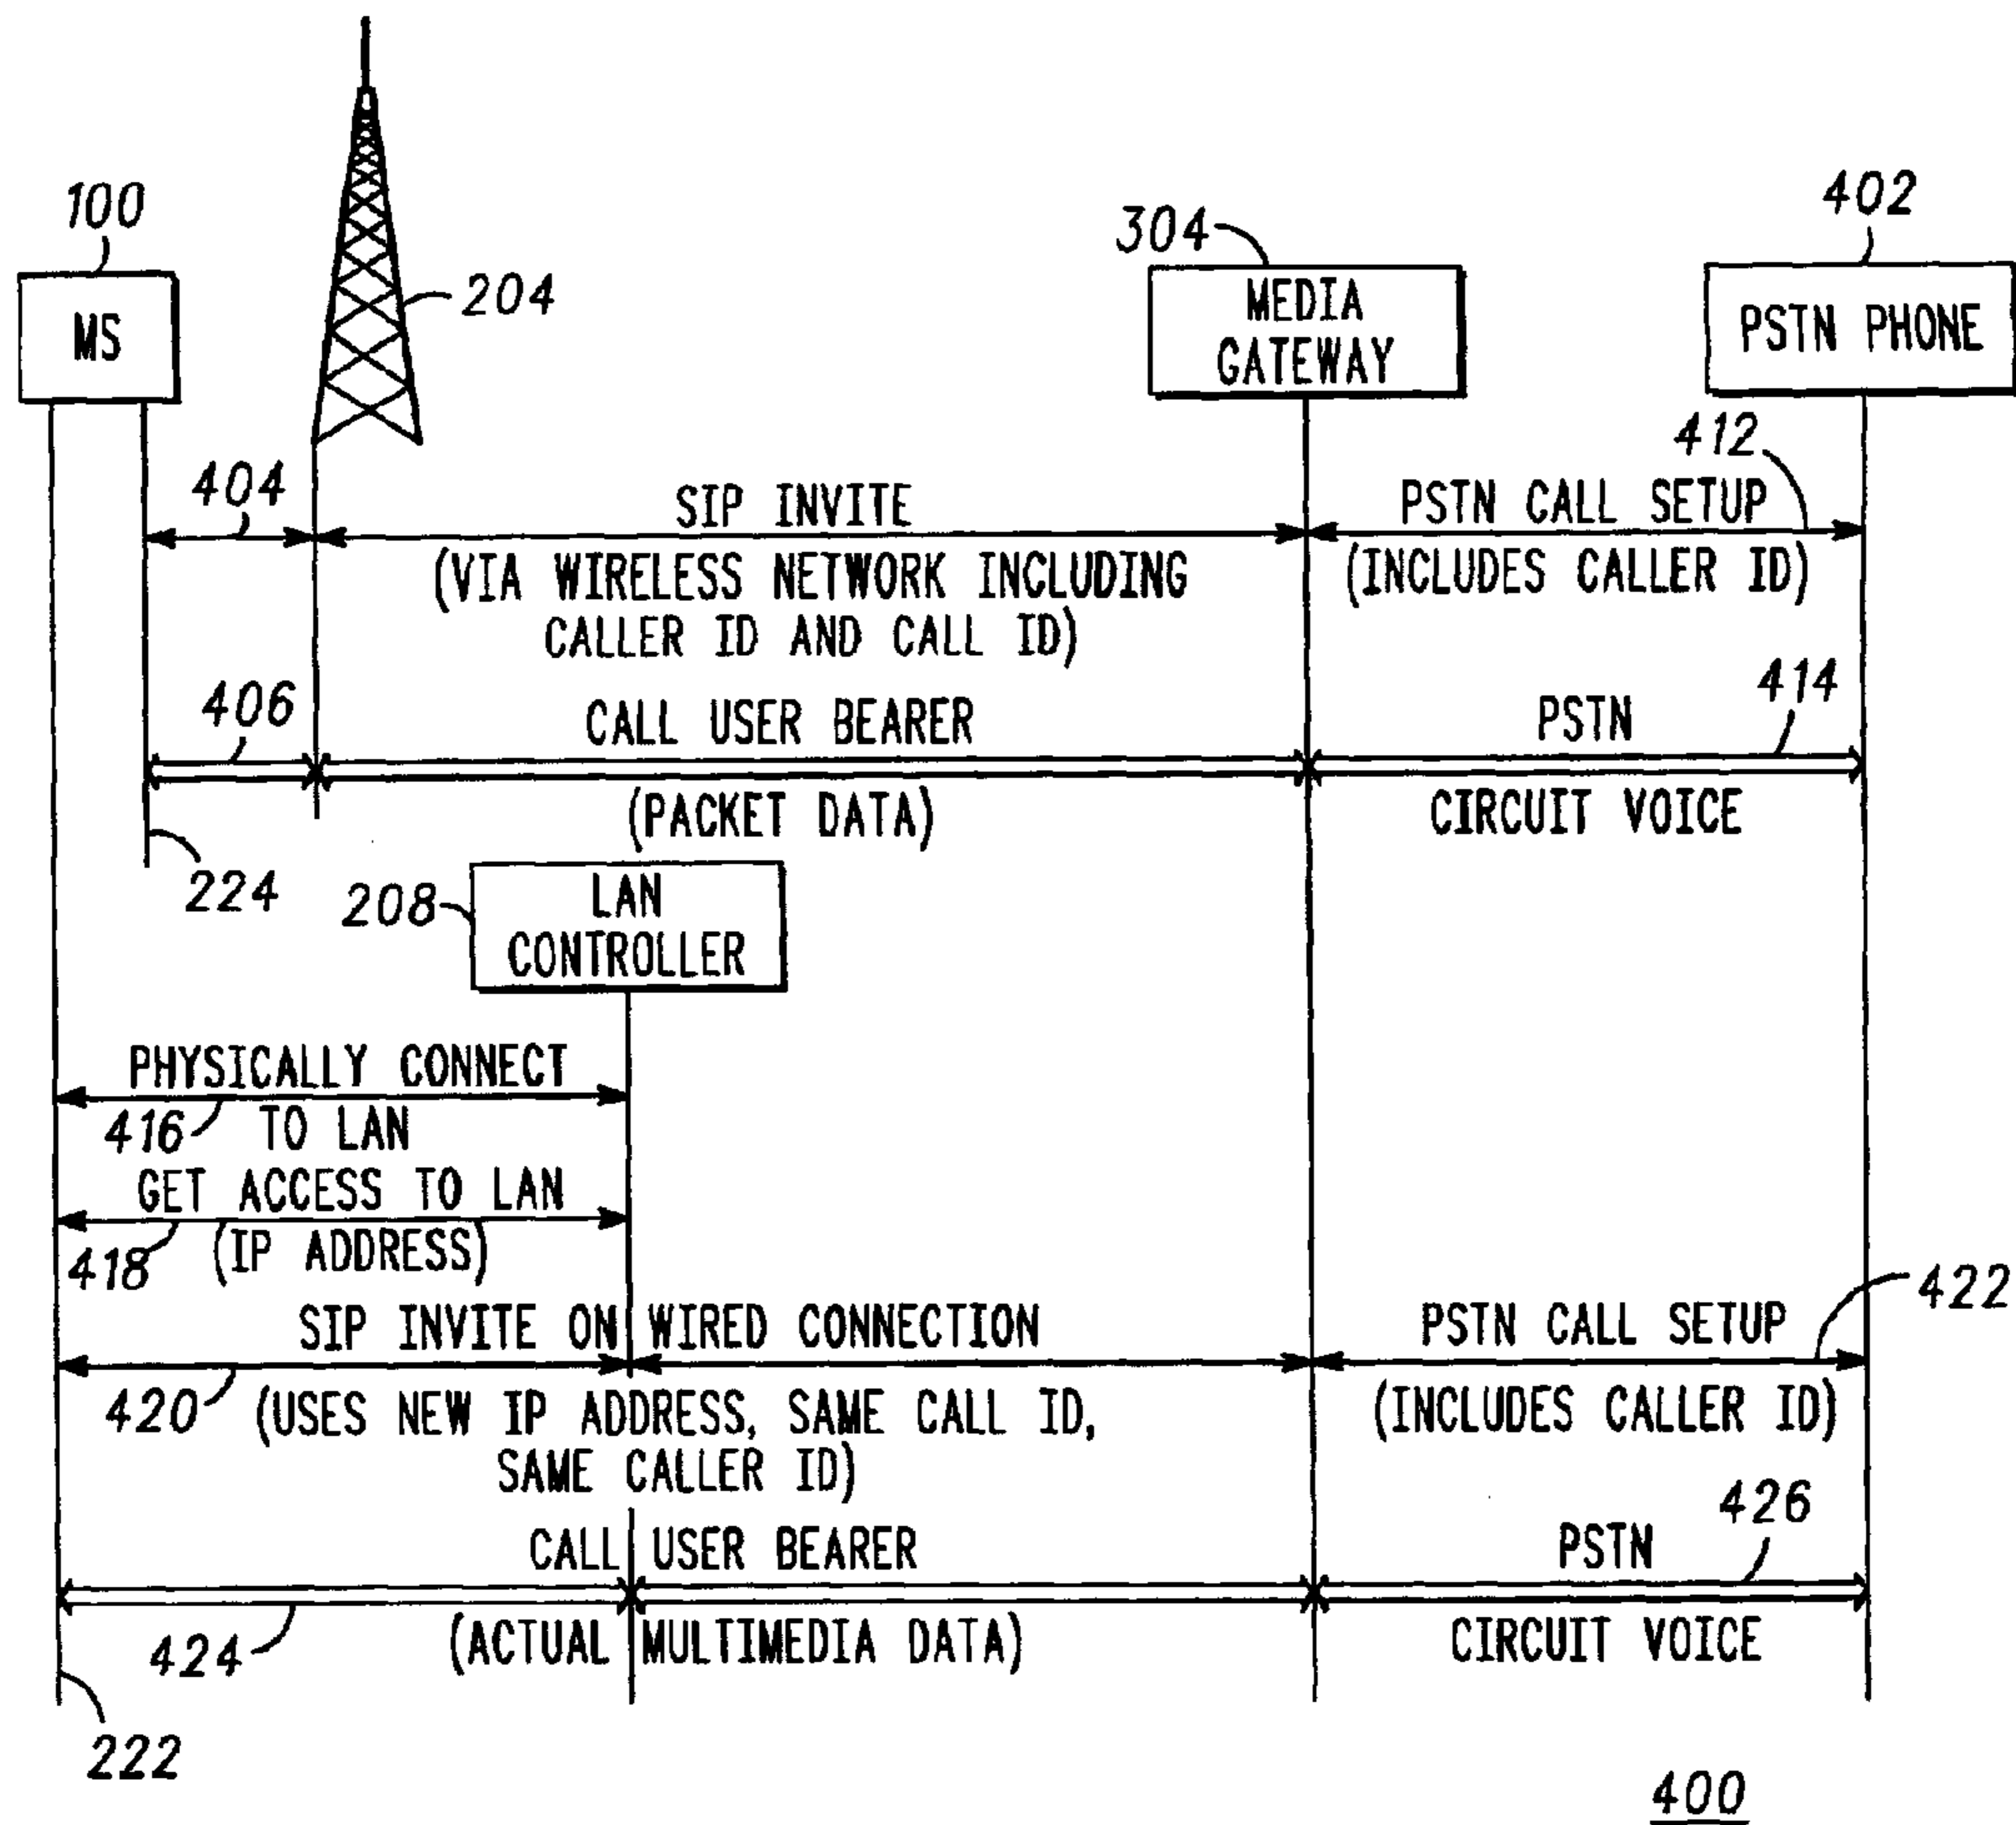 100
MS
204
304
MEDIA
GATEWAY
402
PSTN PHONE
404
SIP INVITE
(VIA WIRELESS NETWORK INCLUDING
CALLER ID AND CALL ID)
412
PSTN CALL SETUP
(INCLUDES CALLER ID)
406
CALL USER BEARER
(PACKET DATA)
414
PSTN
CIRCUIT VOICE
224
208
LAN
CONTROLLER
PHYSICALLY CONNECT
416
TO LAN
GET ACCESS TO LAN
418
(IP ADDRESS)
SIP INVITE ON WIRED CONNECTION
420
(USES NEW IP ADDRESS, SAME CALL ID,
SAME CALLER ID)
422
PSTN CALL SETUP
(INCLUDES CALLER ID)
CALL USER BEARER
424
(ACTUAL MULTIMEDIA DATA)
426
PSTN
CIRCUIT VOICE
222
400